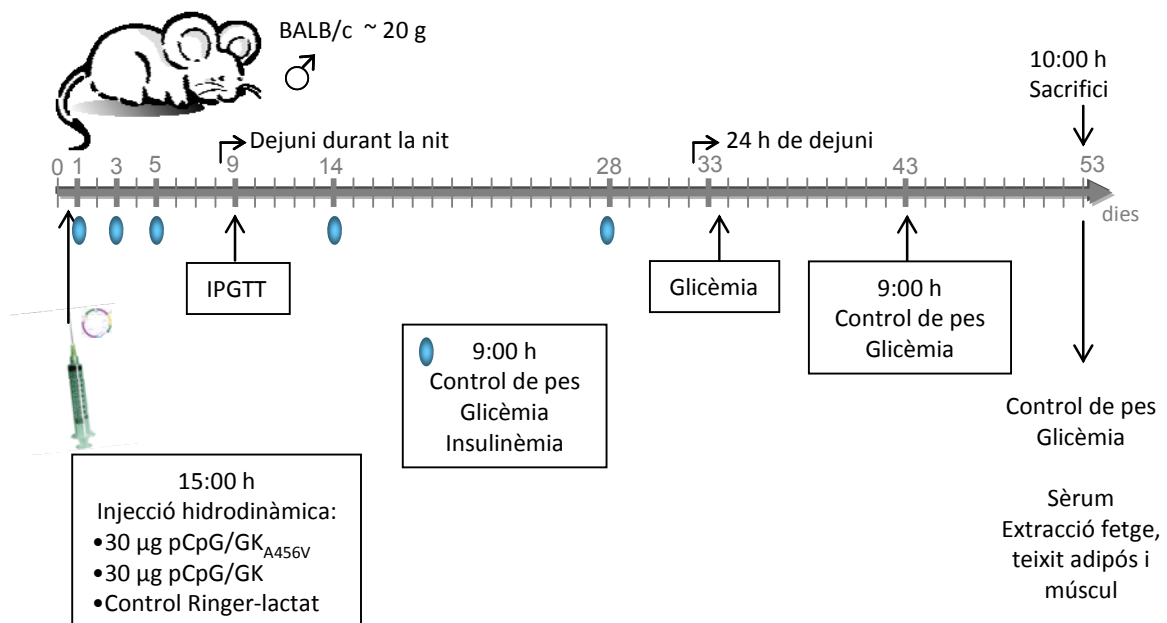 BALB/c ~ 20 g
♂
10:00 h
Sacrifici
Dejuni durant la nit
24 h de dejuni
0 1 3 5 9 14 28 33 43 53
dies
IPGTT
Glicèmia
9:00 h
Control de pes
Glicèmia
9:00 h
Control de pes
Glicèmia
Insulinèmia
Control de pes
Glicèmia
Sèrum
Extracció fetge,
teixit adipós i
múscul
15:00 h
Injecció hidrodinàmica:
•30 µg pCpG/GKA456V
•30 µg pCpG/GK
•Control Ringer-lactat